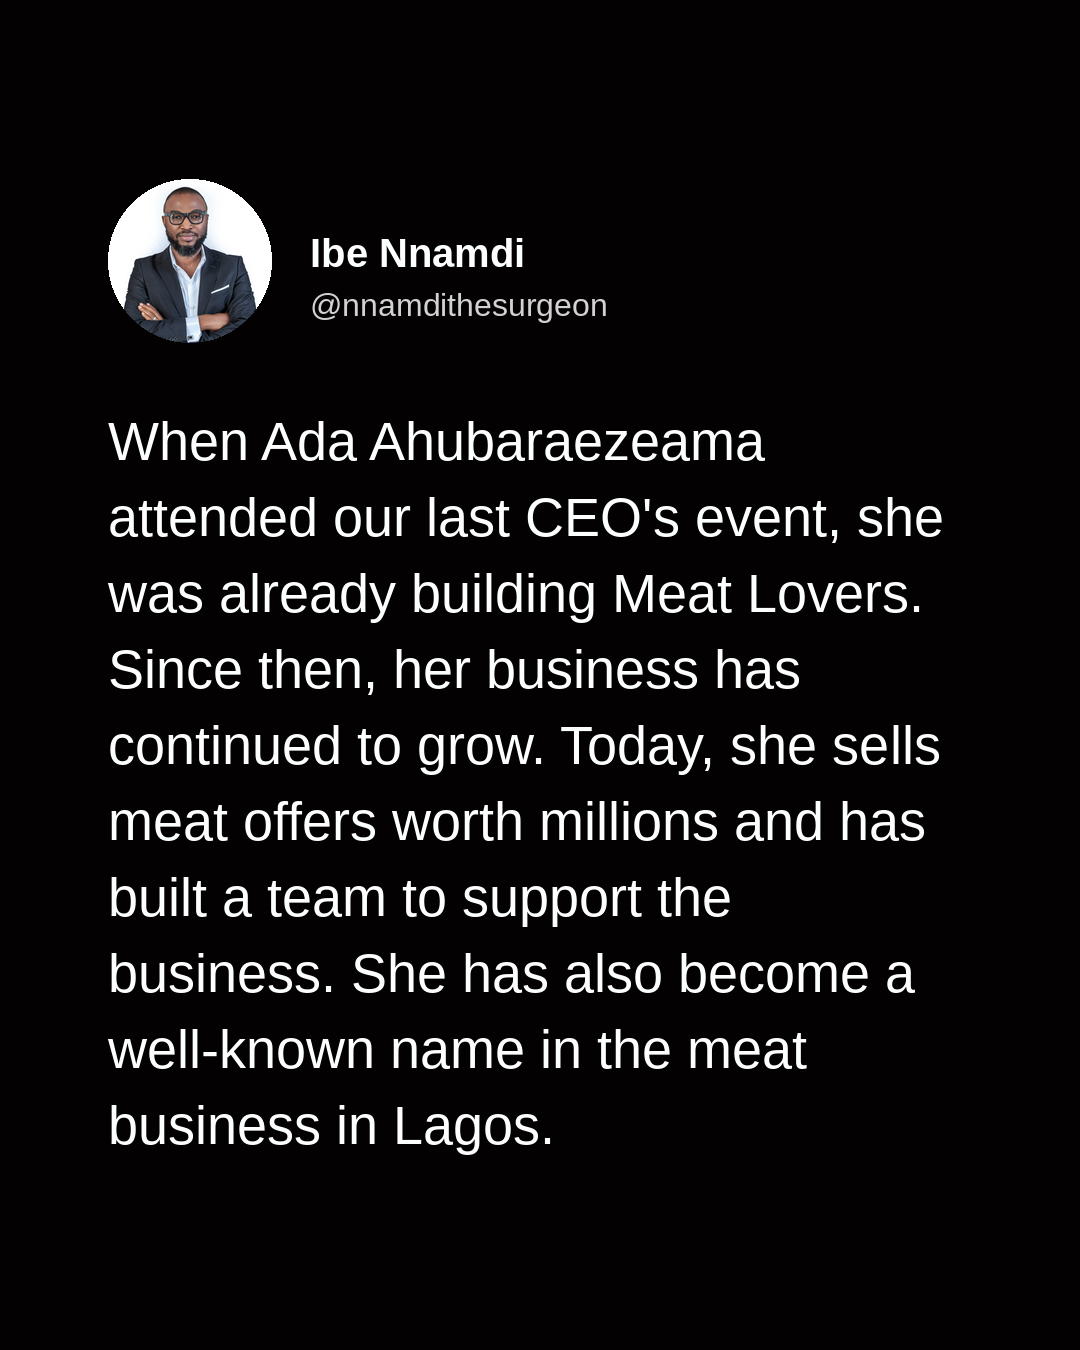 Ibe Nnamdi
@nnamdithesurgeon
When Ada Ahubaraezeama
attended our last CEO's event, she
was already building Meat Lovers.
Since then, her business has
continued to grow. Today, she sells
meat offers worth millions and has
built a team to support the
business. She has also become a
well-known name in the meat
business in Lagos.